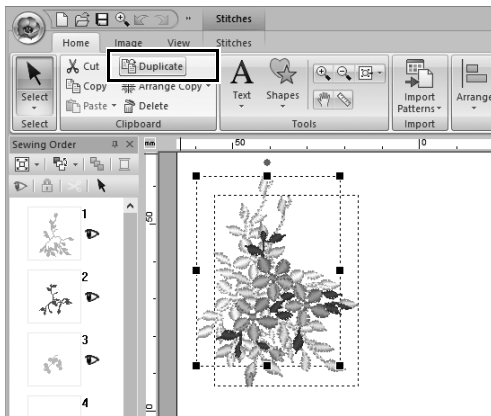 Stitches
Home Image View Stitches
Select
Cut
Copy
Paste
Duplicate
Arrange Copy
Delete
Text
Shapes
Import
Patterns
Arrange
Select
Clipboard
Tools
Import
Sewing Order
mm
50
0
50
0
1
2
3
4